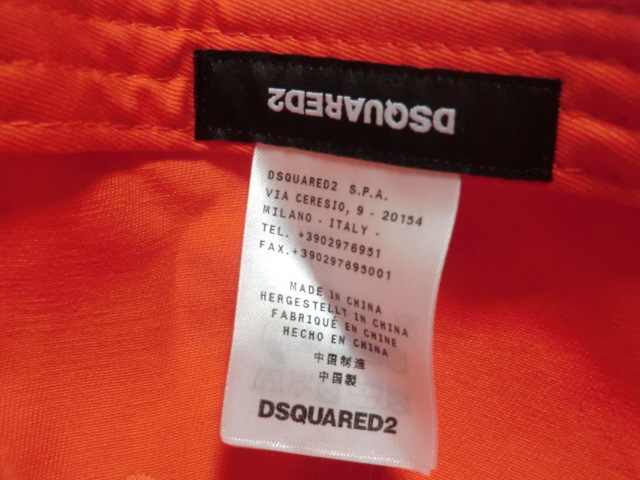 DSQUARED2
DSQUARED2 S.P.A.
VIA CERESIO, 9 - 20154
MILANO - ITALY -
TEL. +3902976951
FAX.+390297695001
MADE IN CHINA
HERGESTELLT IN CHINA
FABRIQUÉ EN CHINE
HECHO EN CHINA
中国制造
中国製
DSQUARED2